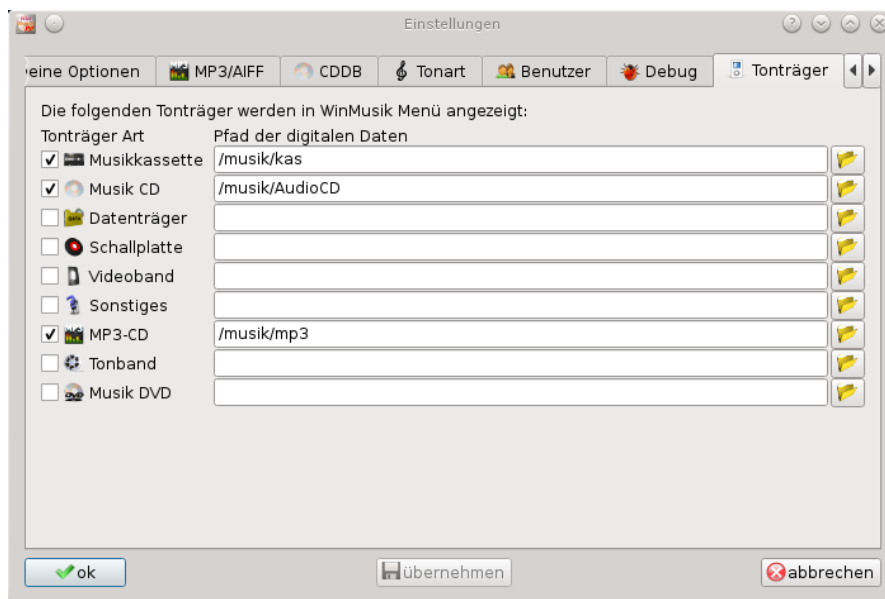 Einstellungen
eine Optionen MP3/AIFF CDDB Tonart Benutzer Debug Tonträger
Die folgenden Tonträger werden in WinMusik Menü angezeigt:
Tonträger Art Pfad der digitalen Daten
Musikkassette /musik/kas
Musik CD /musik/AudioCD
Datenträger
Schallplatte
Videoband
Sonstiges
MP3-CD /musik/mp3
Tonband
Musik DVD
ok übernehmen abbrechen